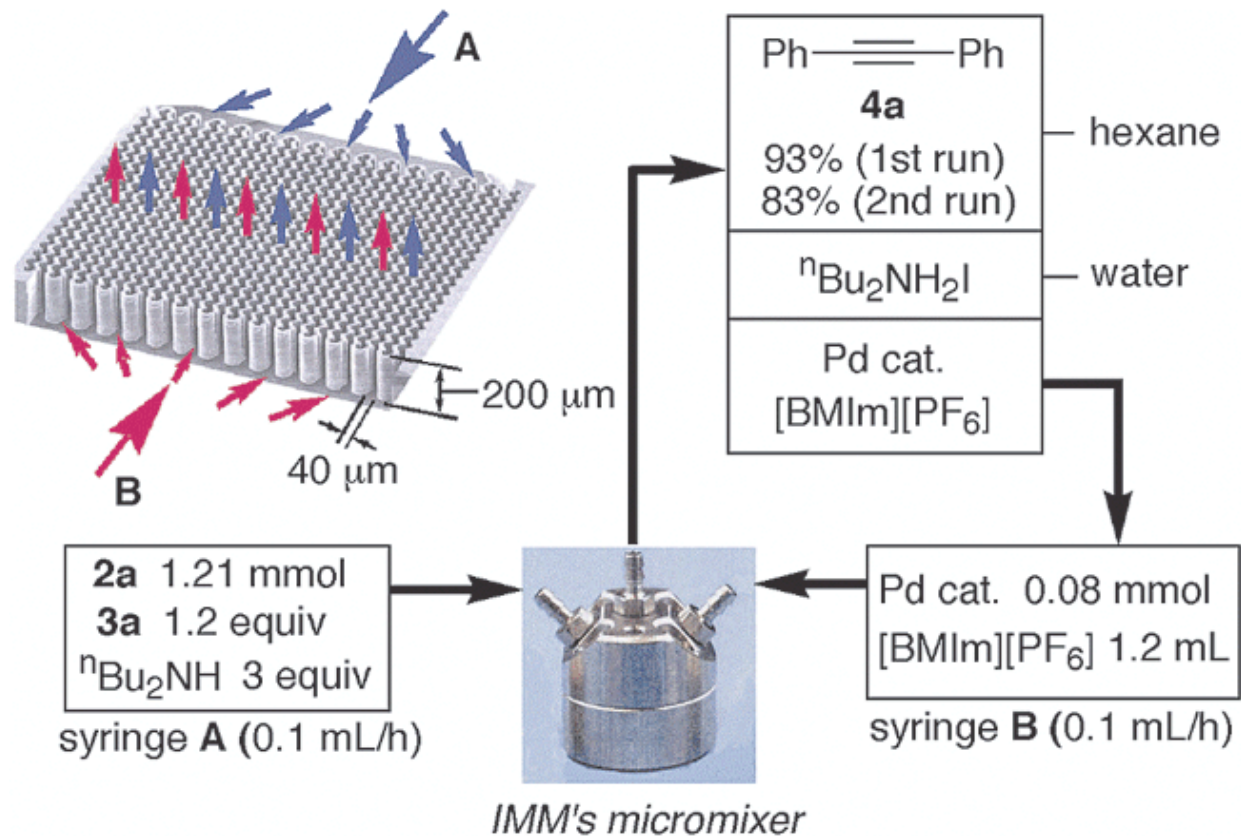 A
B
200 μm
40 μm
Ph Ph
4a
93% (1st run)
83% (2nd run)
hexane
ⁿBu₂NH₂I
water
Pd cat.
[BMIm][PF₆]
2a 1.21 mmol
3a 1.2 equiv
ⁿBu₂NH 3 equiv
syringe A (0.1 mL/h)
IMM's micromixer
Pd cat. 0.08 mmol
[BMIm][PF₆] 1.2 mL
syringe B (0.1 mL/h)